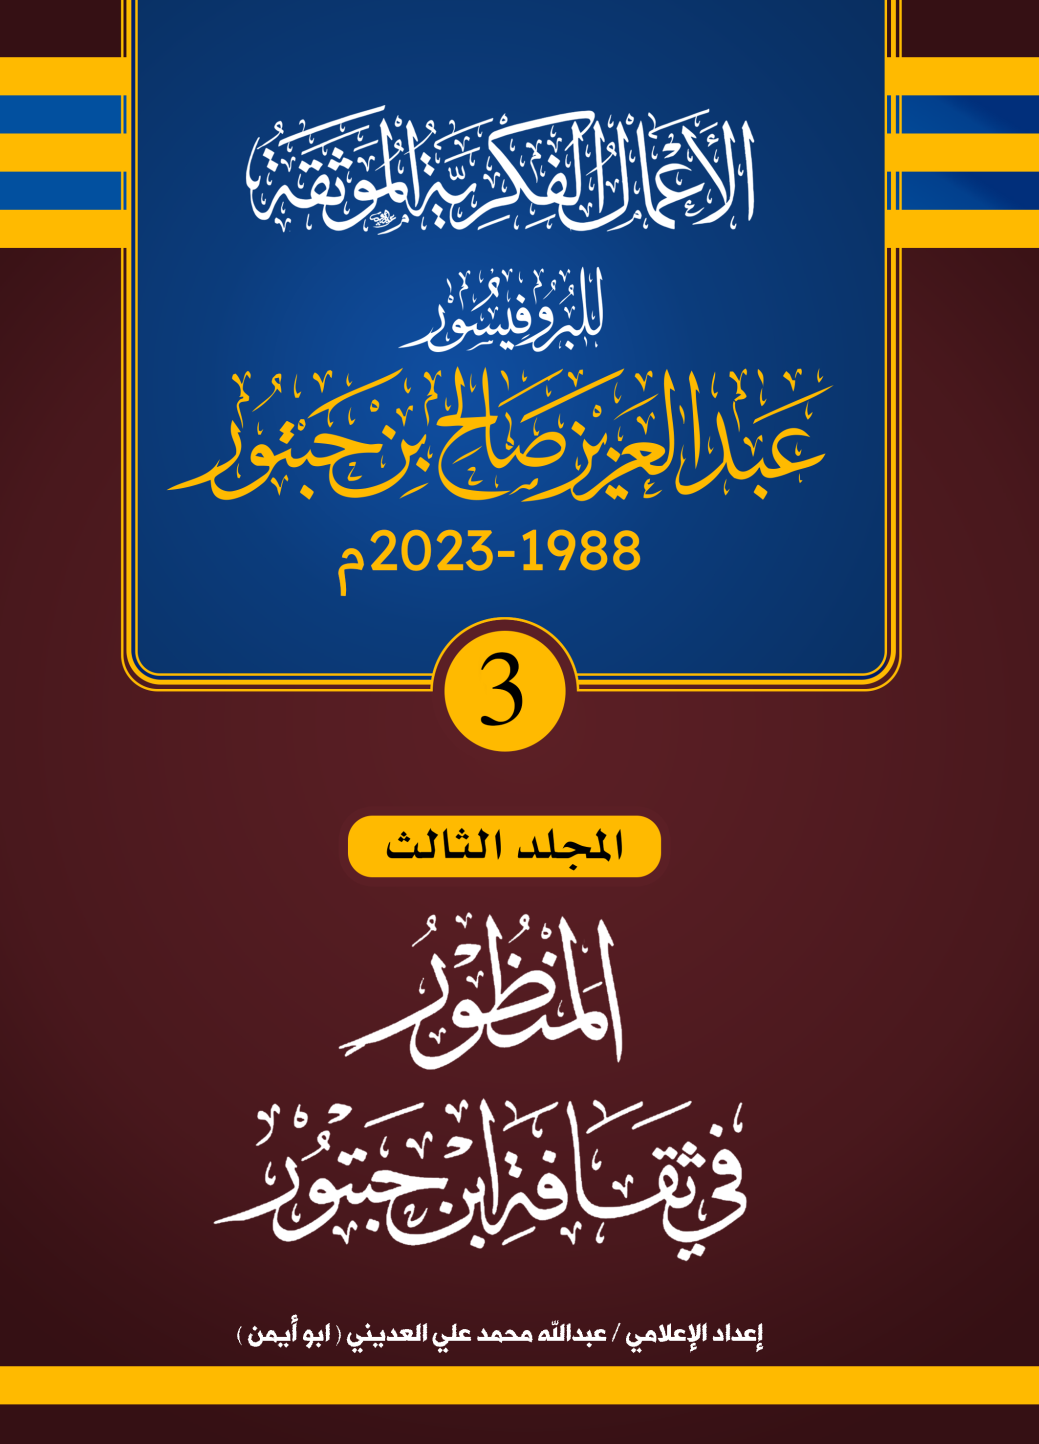 الأعمال الفكرية الموثقة
للبروفيسور
عبدالعزيز صالح بن حبتور
1988-2023م
3
المجلد الثالث
المنظور
في ثقافة ابن حبتور
إعداد الإعلامي / عبدالله محمد علي العديني ( ابو أيمن )